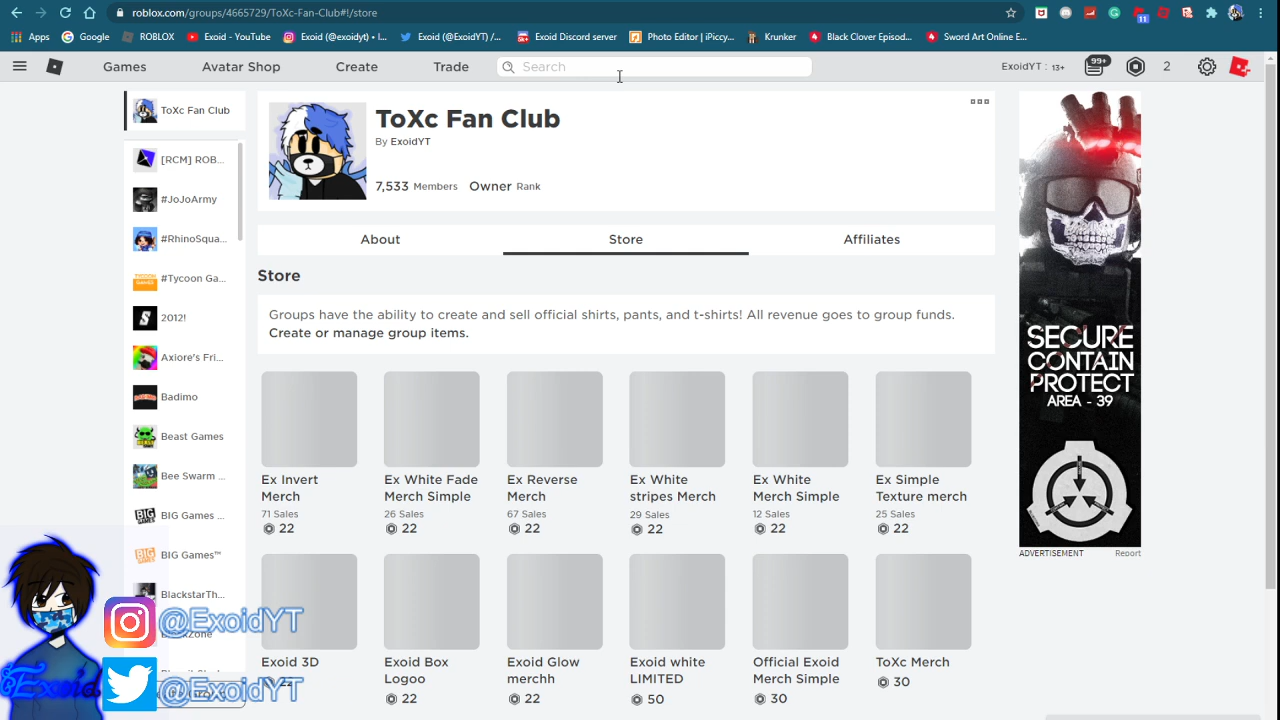 roblox.com/groups/4665729/ToXc-Fan-Club#!/store
11
Apps
Google
ROBLOX
Exoid - YouTube
Exoid (@exoidyt) • I...
Exoid (@ExoidYT) /...
Exoid Discord server
Photo Editor | iPiccy...
Krunker
Black Clover Episod...
Sword Art Online E...
Games
Avatar Shop
Create
Trade
Search
ExoidYT : 13+
99+
2
ToXc Fan Club
[RCM] ROB...
#JoJoArmy
#RhinoSqua...
#Tycoon Ga...
2012!
Axiore's Fri...
Badimo
Beast Games
Bee Swarm ...
BIG Games ...
BIG Games™
BlackstarTh...
ToXc Fan Club
By ExoidYT
7,533 Members
Owner Rank
About
Store
Affiliates
Store
Groups have the ability to create and sell official shirts, pants, and t-shirts! All revenue goes to group funds.
Create or manage group items.
Ex Invert
Merch
71 Sales
22
Ex White Fade
Merch Simple
26 Sales
22
Ex Reverse
Merch
67 Sales
22
Ex White
stripes Merch
29 Sales
22
Ex White
Merch Simple
12 Sales
22
Ex Simple
Texture merch
25 Sales
22
Exoid 3D
22
Exoid Box
Logoo
22
Exoid Glow
merchh
22
Exoid white
LIMITED
50
Official Exoid
Merch Simple
30
ToXc Merch
30
SECURE
CONTAIN
PROTECT
AREA - 39
ADVERTISEMENT
Report
Exoid
@ExoidYT
@ExoidYT